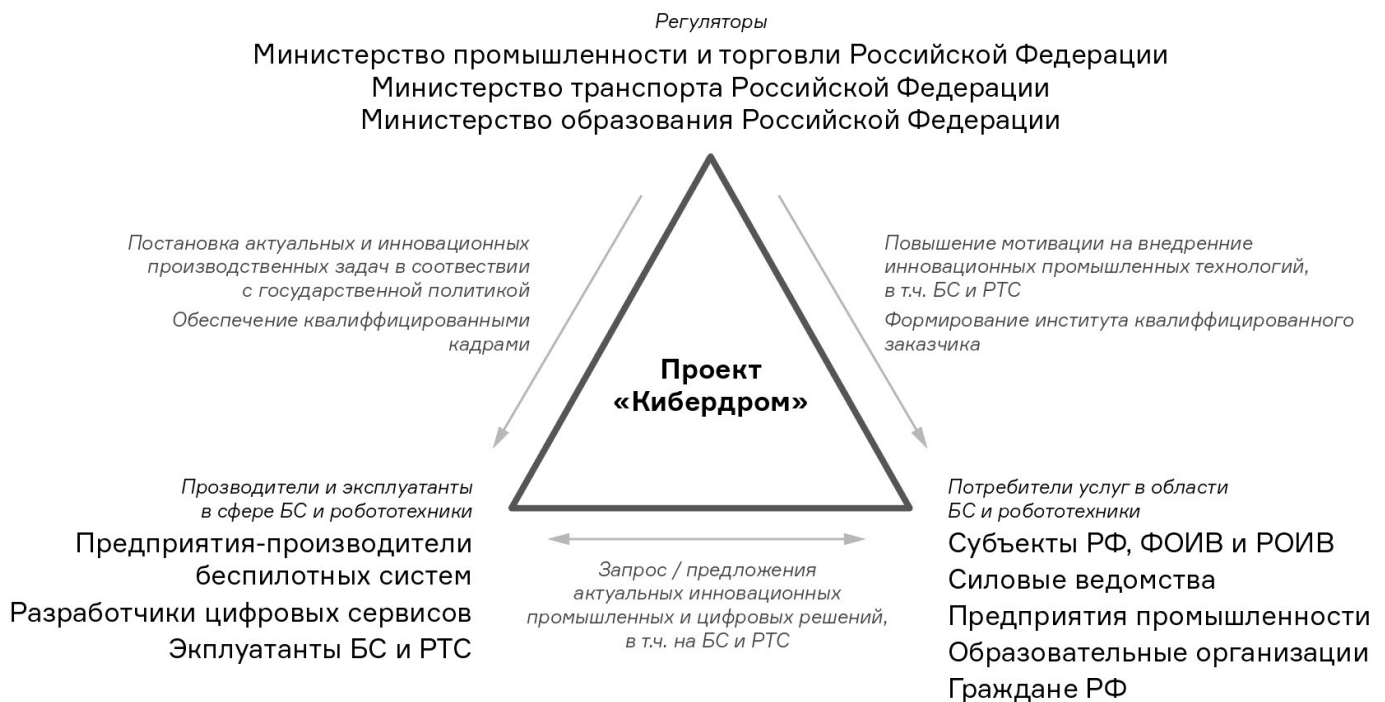 Регуляторы
Министерство промышленности и торговли Российской Федерации
Министерство транспорта Российской Федерации
Министерство образования Российской Федерации
Постановка актуальных и инновационных
производственных задач в соотвествии
с государственной политикой
Обеспечение квалиффицированными
кадрами
Повышение мотивации на внедренние
инновационных промышленных технологий,
в т.ч. БС и РТС
Формирование института квалиффицированного
заказчика
Проект
«Кибердром»
Прозводители и эксплуатанты
в сфере БС и робототехники
Предприятия-производители
беспилотных систем
Разработчики цифровых сервисов
Экплуатанты БС и РТС
Запрос / предложения
актуальных инновационных
промышленных и цифровых решений,
в т.ч. на БС и РТС
Потребители услуг в области
БС и робототехники
Субъекты РФ, ФОИВ и РОИВ
Силовые ведомства
Предприятия промышленности
Образовательные организации
Граждане РФ